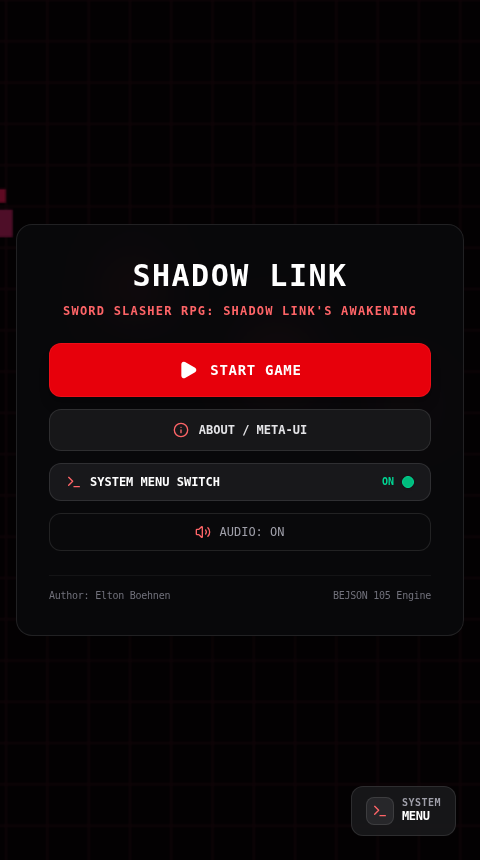 SHADOW LINK
SWORD SLASHER RPG: SHADOW LINK'S AWAKENING
START GAME
ABOUT / META-UI
SYSTEM MENU SWITCH ON
AUDIO: ON
Author: Elton Boehnen BEJSON 105 Engine
SYSTEM
MENU